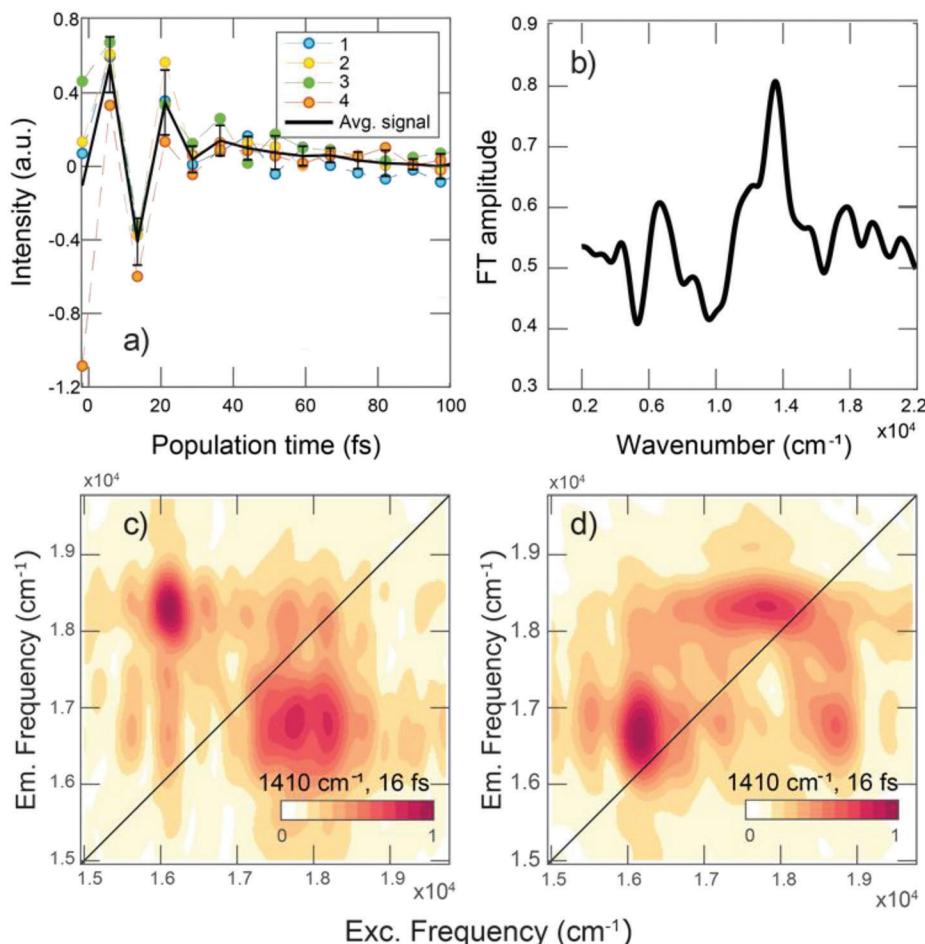 0.8
0.4
0
-0.4
-0.8
-1.2
Intensity (a.u.)
1
2
3
4
Avg. signal
a)
0 20 40 60 80 100
Population time (fs)
b)
0.9
0.8
0.7
0.6
0.5
0.4
0.3
FT amplitude
0.2 0.6 1.0 1.4 1.8 2.2
x10⁴
Wavenumber (cm⁻¹)
x10⁴
c)
1.9
1.8
1.7
1.6
1.5
Em. Frequency (cm⁻¹)
1410 cm⁻¹, 16 fs
0 1
1.5 1.6 1.7 1.8 1.9
x10⁴
x10⁴
d)
1.9
1.8
1.7
1.6
1.5
Em. Frequency (cm⁻¹)
1410 cm⁻¹, 16 fs
0 1
1.5 1.6 1.7 1.8 1.9
x10⁴
Exc. Frequency (cm⁻¹)